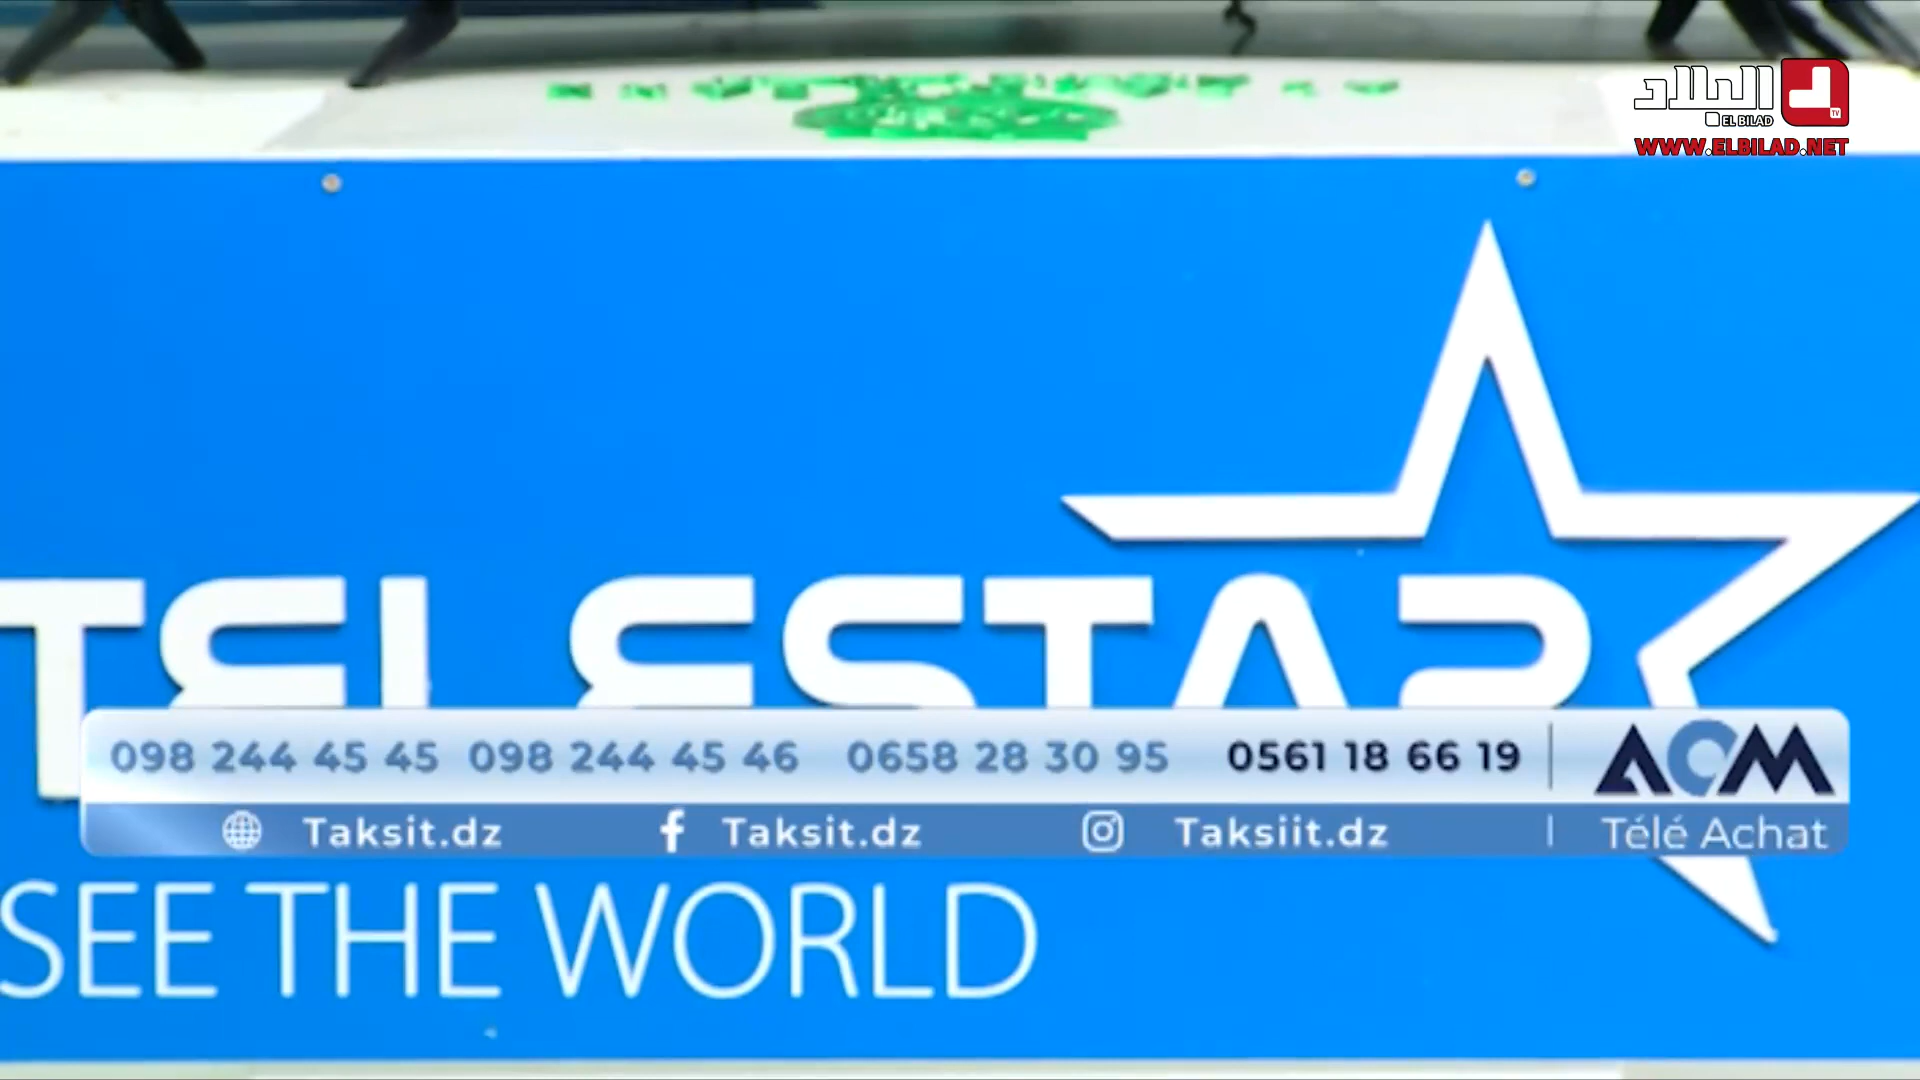 البلاد
EL BILAD
TV
WWW.ELBILAD.NET
TELESTAR
098 244 45 45 098 244 45 46 0658 28 30 95 0561 18 66 19
AOM
Taksit.dz Taksit.dz Taksiit.dz Télé Achat
SEE THE WORLD